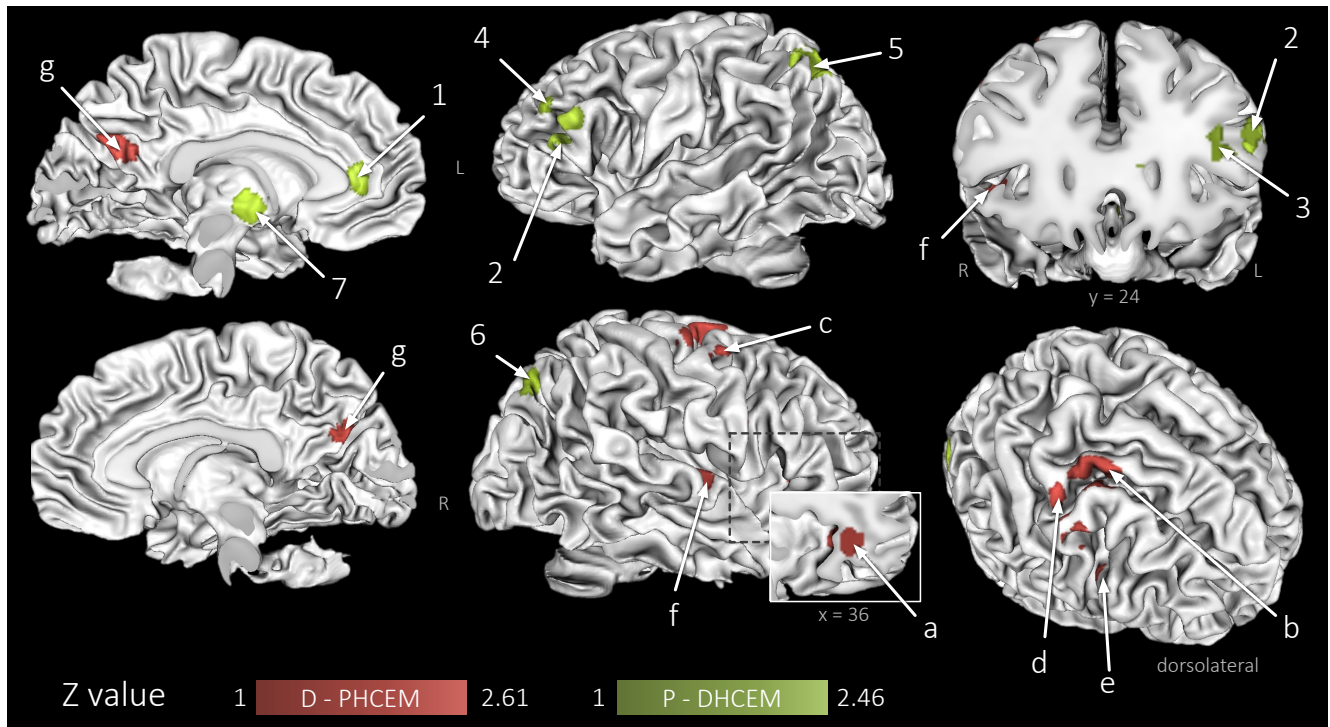 g
1
7
L
4
5
2
2
3
f
R
L
y = 24
g
R
6
c
f
x = 36
a
b
d
e
dorsolateral
Z value 1 D - PHCEM 2.61 1 P - DHCEM 2.46